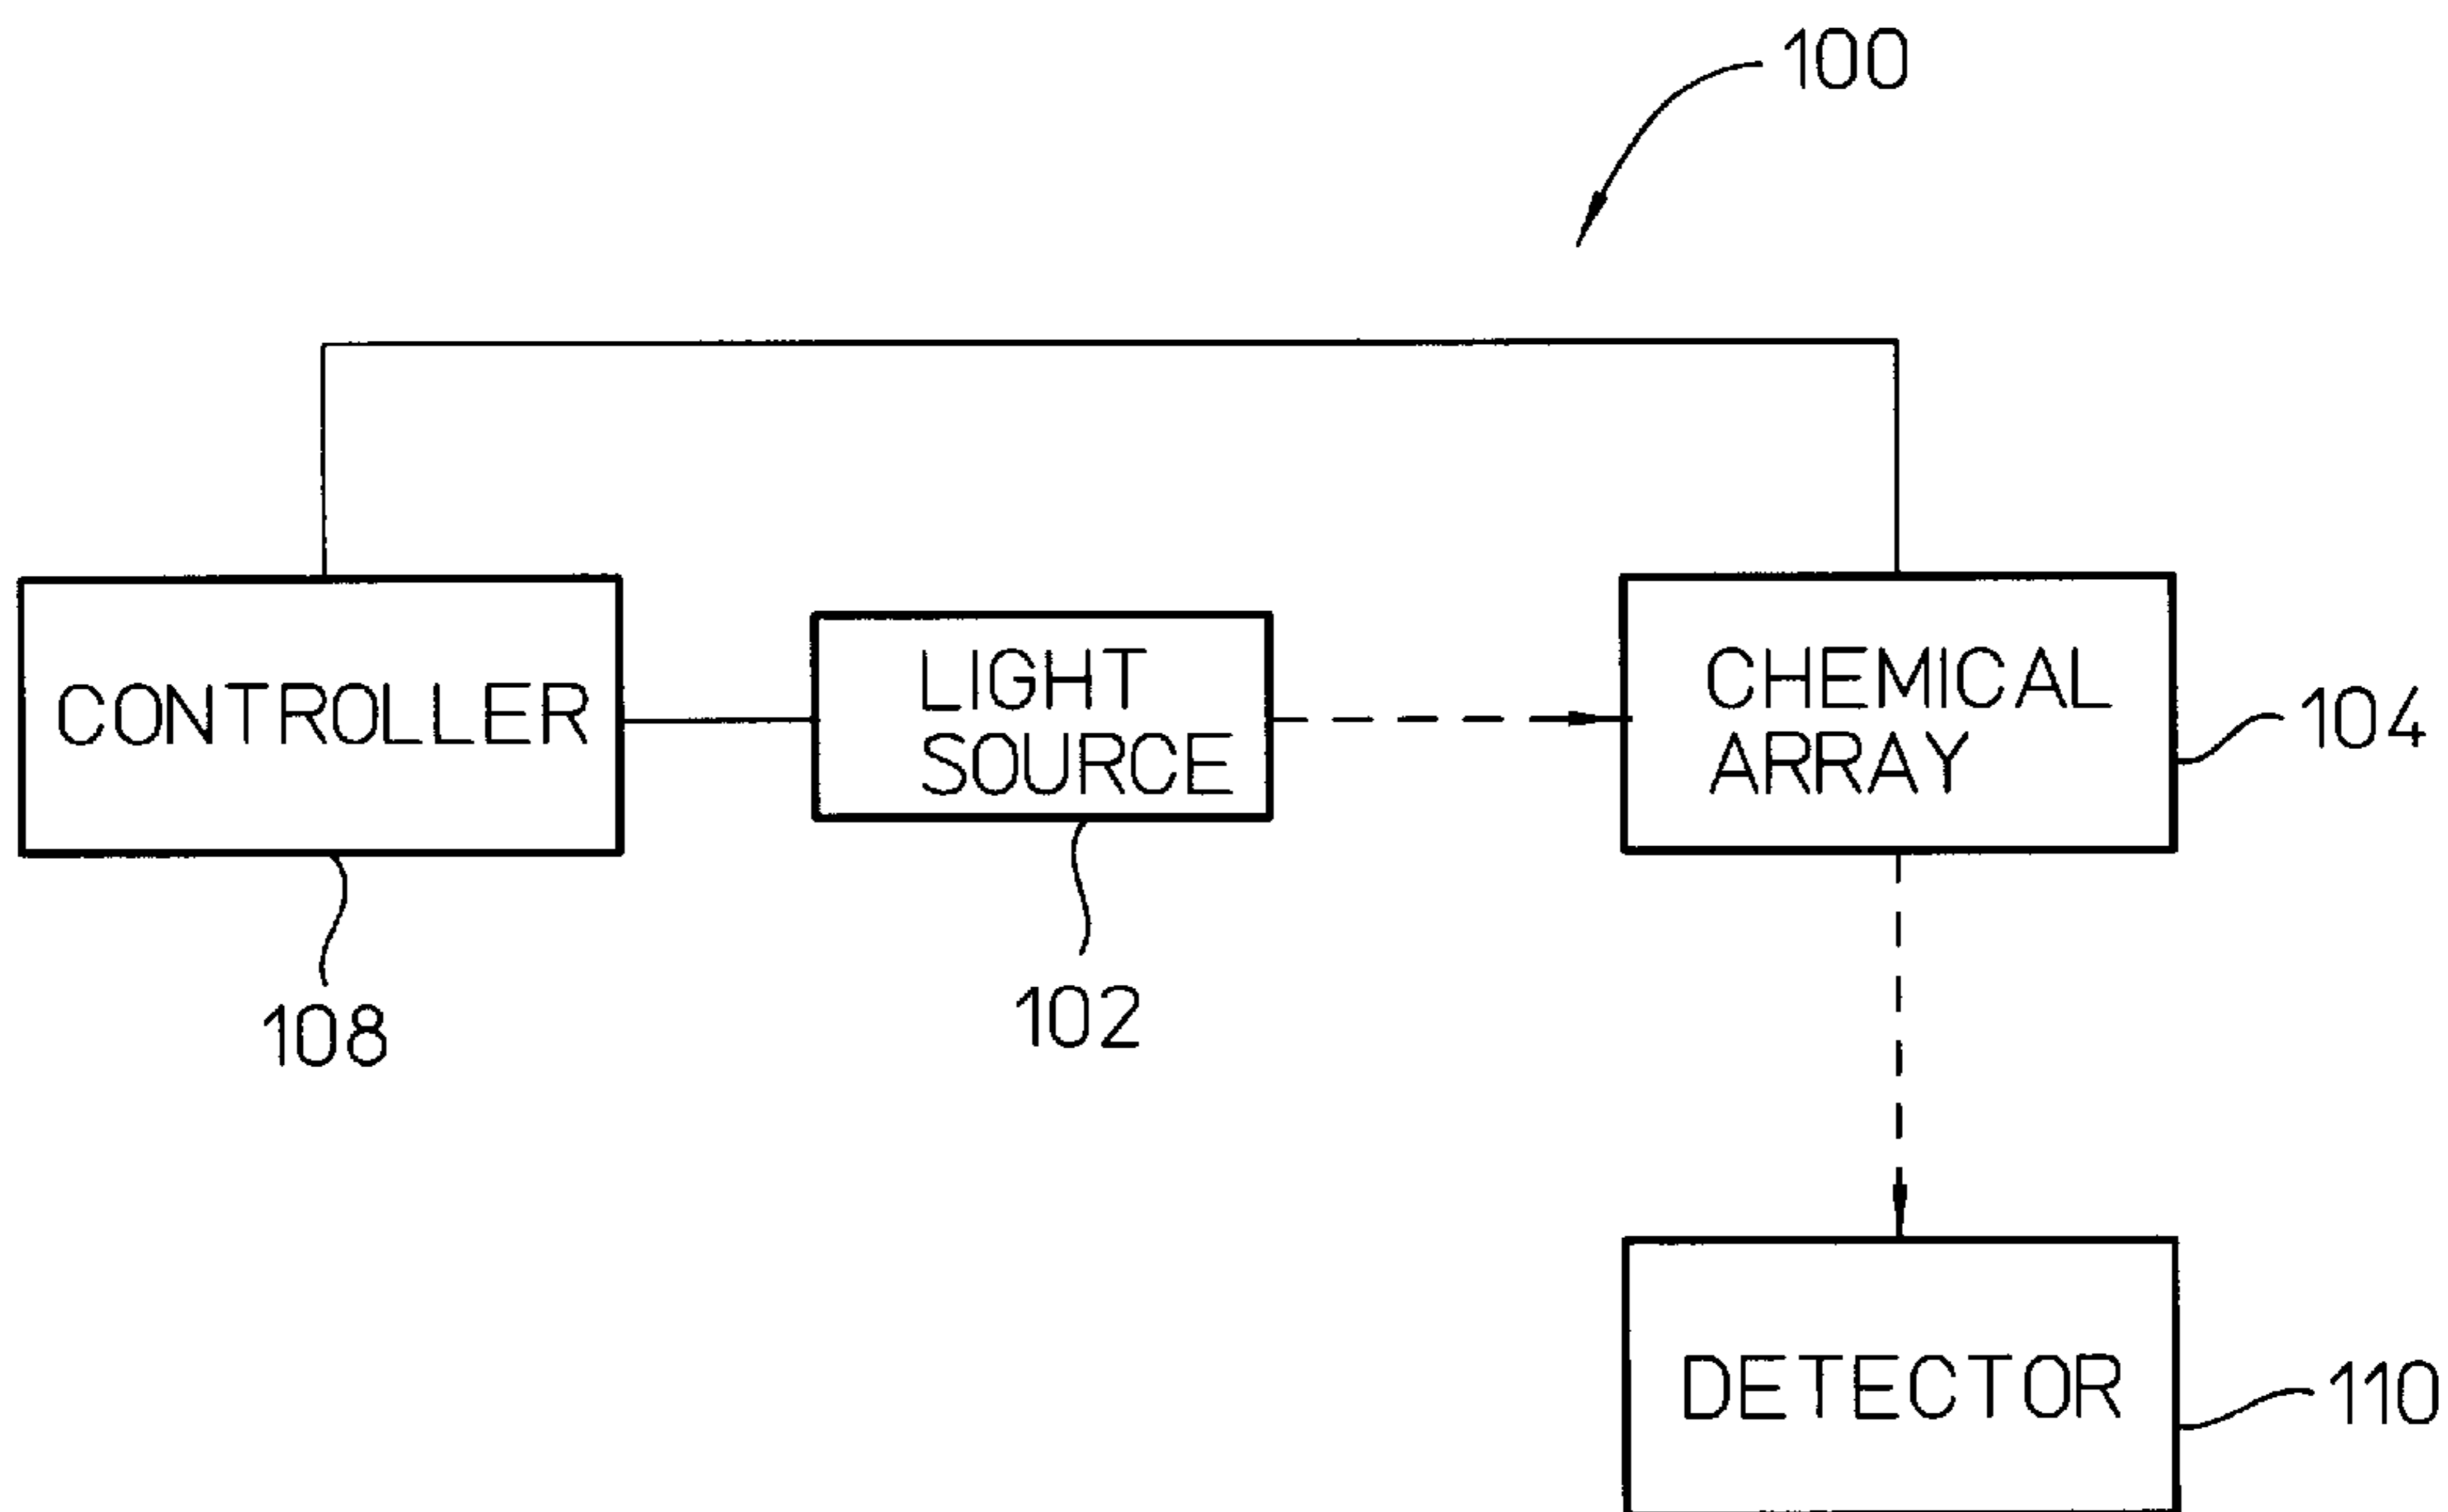 100
CONTROLLER
LIGHT
SOURCE
CHEMICAL
ARRAY
104
108
102
DETECTOR
110